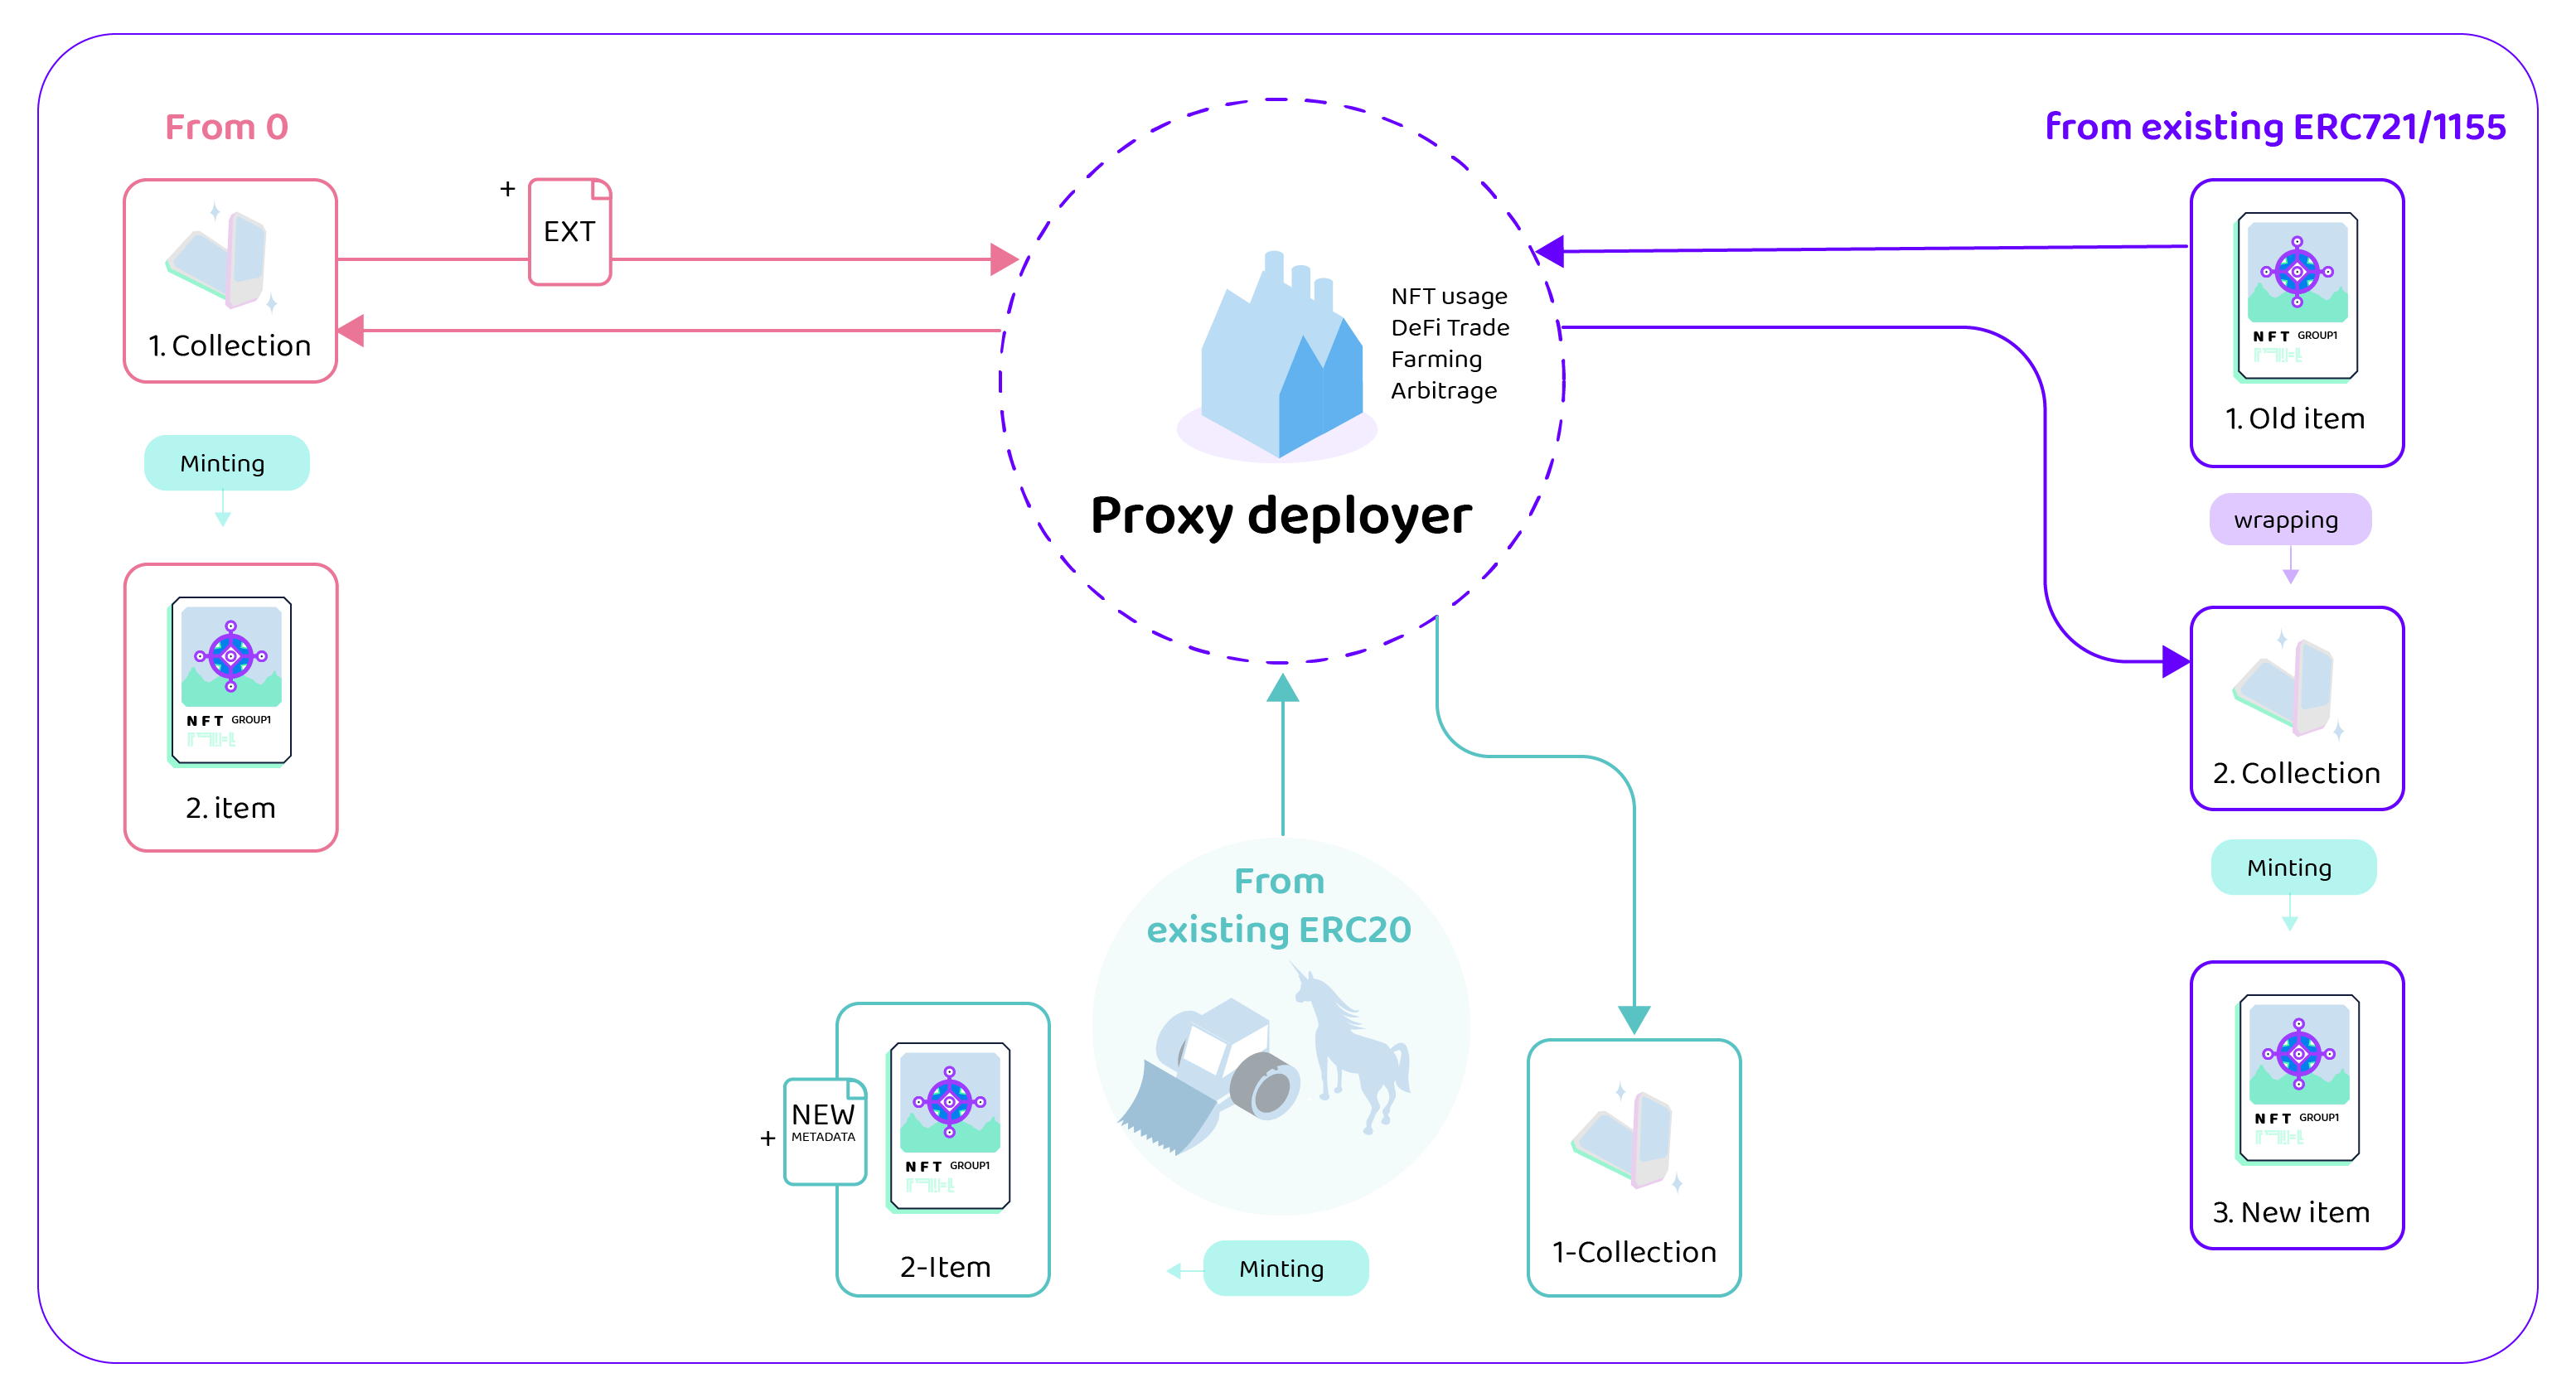 From 0
+
EXT
1. Collection
Minting
NFT GROUP1
2. item
NFT usage
DeFi Trade
Farming
Arbitrage
Proxy deployer
From
existing ERC20
+
NEW
METADATA
NFT GROUP1
2-Item
Minting
1-Collection
from existing ERC721/1155
NFT GROUP1
1. Old item
wrapping
2. Collection
Minting
NFT GROUP1
3. New item